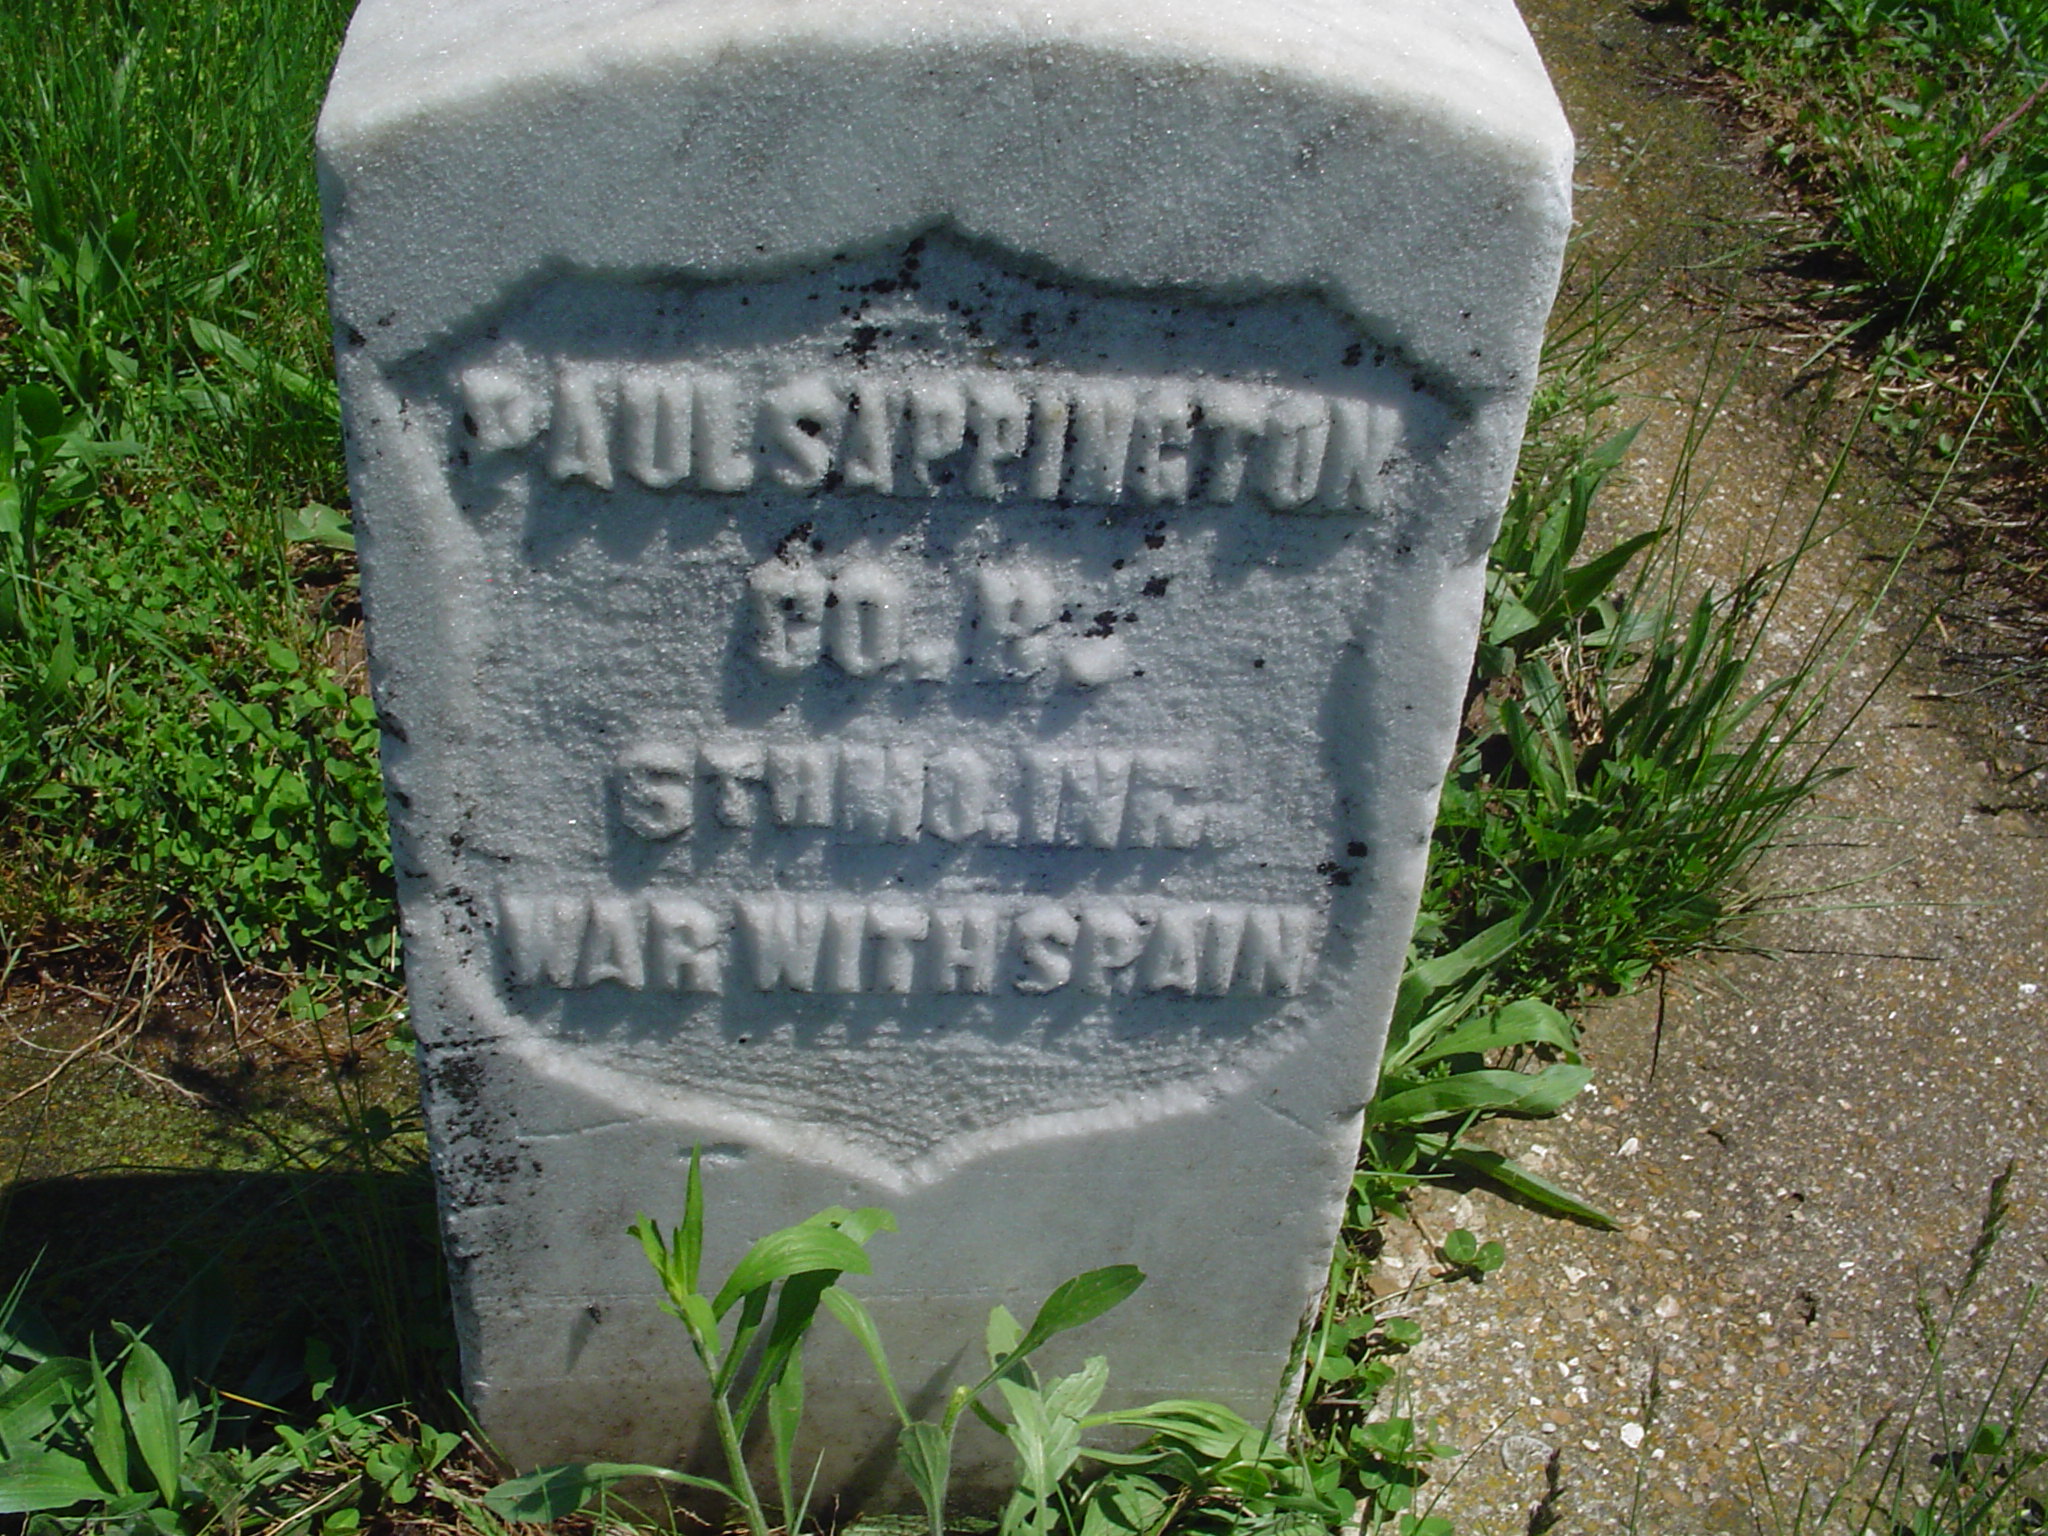 PAUL SAPPINGTON
CO.
5TH MO. INF.
WAR WITH SPAIN